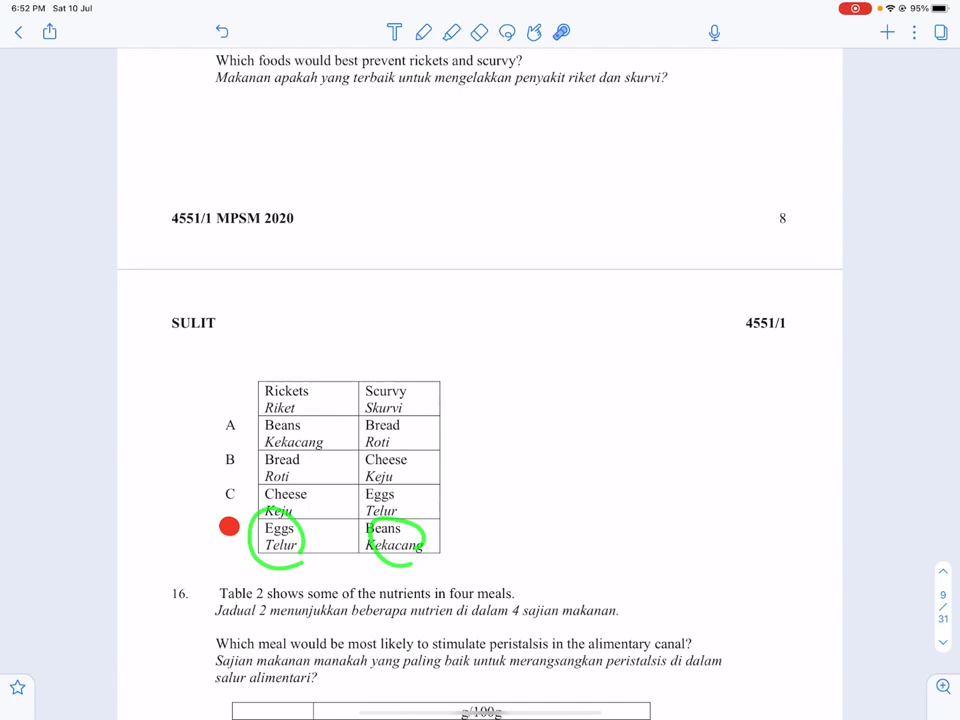 6:52 PM Sat 10 Jul
95%
Which foods would best prevent rickets and scurvy?
Makanan apakah yang terbaik untuk mengelakkan penyakit riket dan skurvi?
4551/1 MPSM 2020
8
SULIT
4551/1
Rickets Scurvy
Riket Skurvi
A Beans Bread
Kekacang Roti
B Bread Cheese
Roti Keju
C Cheese Eggs
Keju Telur
Eggs Beans
Telur Kekacang
16. Table 2 shows some of the nutrients in four meals.
Jadual 2 menunjukkan beberapa nutrien di dalam 4 sajian makanan.
Which meal would be most likely to stimulate peristalsis in the alimentary canal?
Sajian makanan manakah yang paling baik untuk merangsangkan peristalsis di dalam
salur alimentari?
g/100g
9
/
31